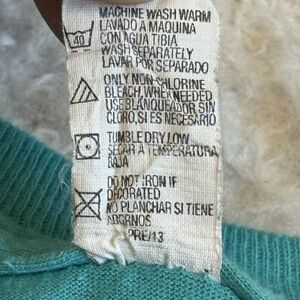 MACHINE WASH WARM
LAVADO A MAQUINA
CON AGUA TIBIA
40
WASH SEPARATELY
LAVAR POR SEPARADO
ONLY NON-CHLORINE
BLEACH, WHEN NEEDED
USE BLANQUEADOR SIN
CLORO, SI ES NECESARIO
TUMBLE DRY LOW
SECAR A TEMPERATURA
BAJA
DO NOT IRON IF
DECORATED
NO PLANCHAR SI TIENE
ADORNOS
PRE/13